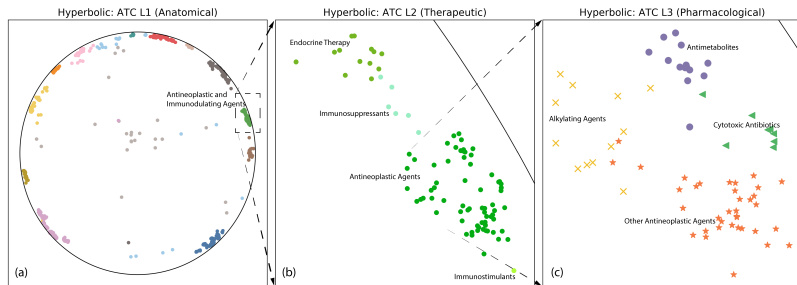 Hyperbolic: ATC L1 (Anatomical)
Hyperbolic: ATC L2 (Therapeutic)
Hyperbolic: ATC L3 (Pharmacological)
Antineoplastic and
Immunodulating Agents
(a)
Endocrine Therapy
Immunosuppressants
Antineoplastic Agents
Immunostimulants
(b)
Antimetabolites
Alkylating Agents
Cytotoxic Antibiotics
Other Antineoplastic Agents
(c)